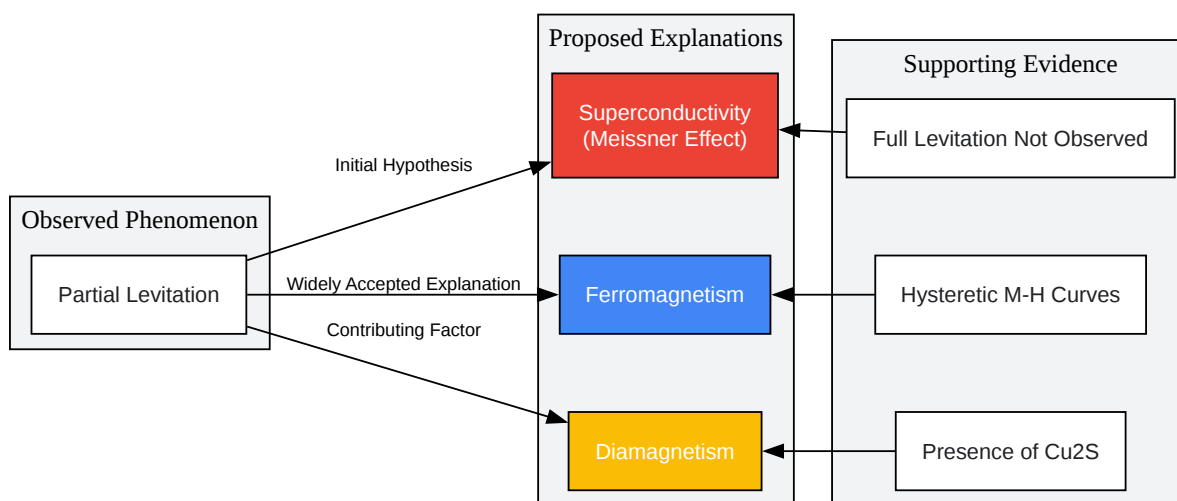 Proposed Explanations
Supporting Evidence
Superconductivity
(Meissner Effect)
Full Levitation Not Observed
Initial Hypothesis
Observed Phenomenon
Partial Levitation
Widely Accepted Explanation
Ferromagnetism
Hysteretic M-H Curves
Contributing Factor
Diamagnetism
Presence of Cu2S